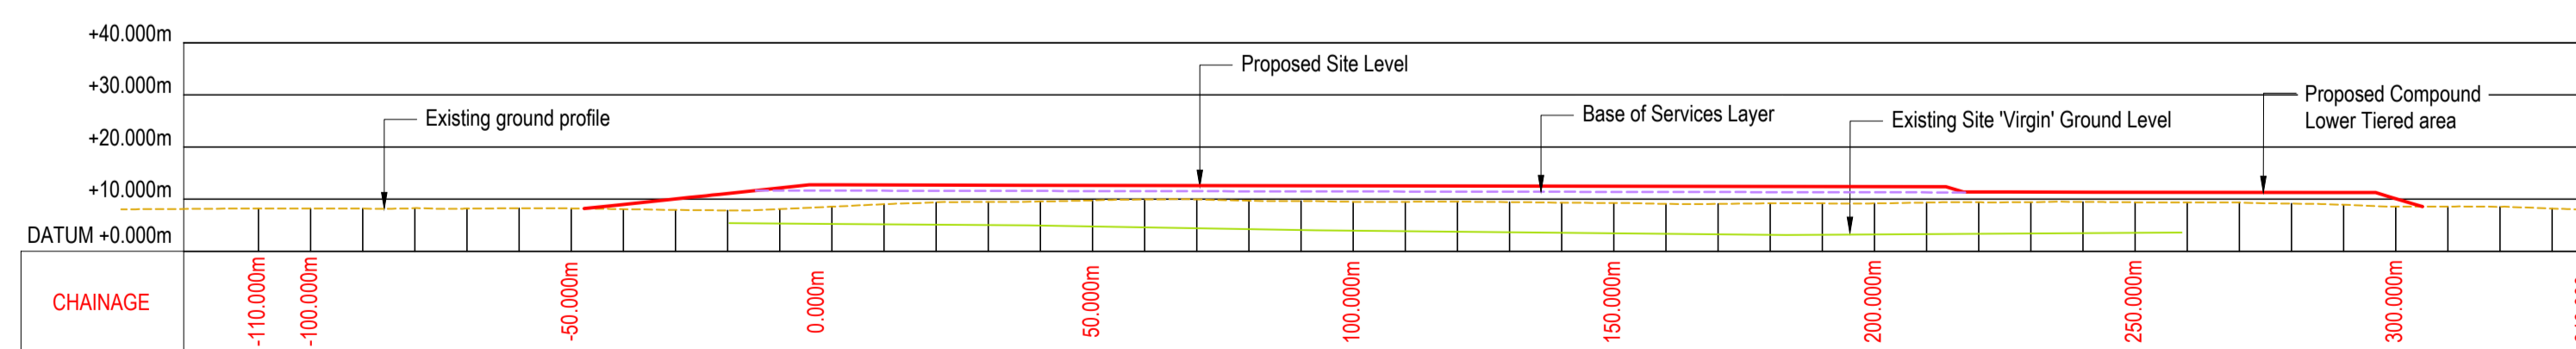 +40.000m
Proposed Site Level
+30.000m
Proposed Compound
Lower Tiered area
Existing ground profile
Base of Services Layer
Existing Site 'Virgin' Ground Level
+20.000m
+10.000m
DATUM +0.000m
CHAINAGE
-110.000m
-100.000m
-50.000m
0.000m
50.000m
100.000m
150.000m
200.000m
250.000m
300.000m